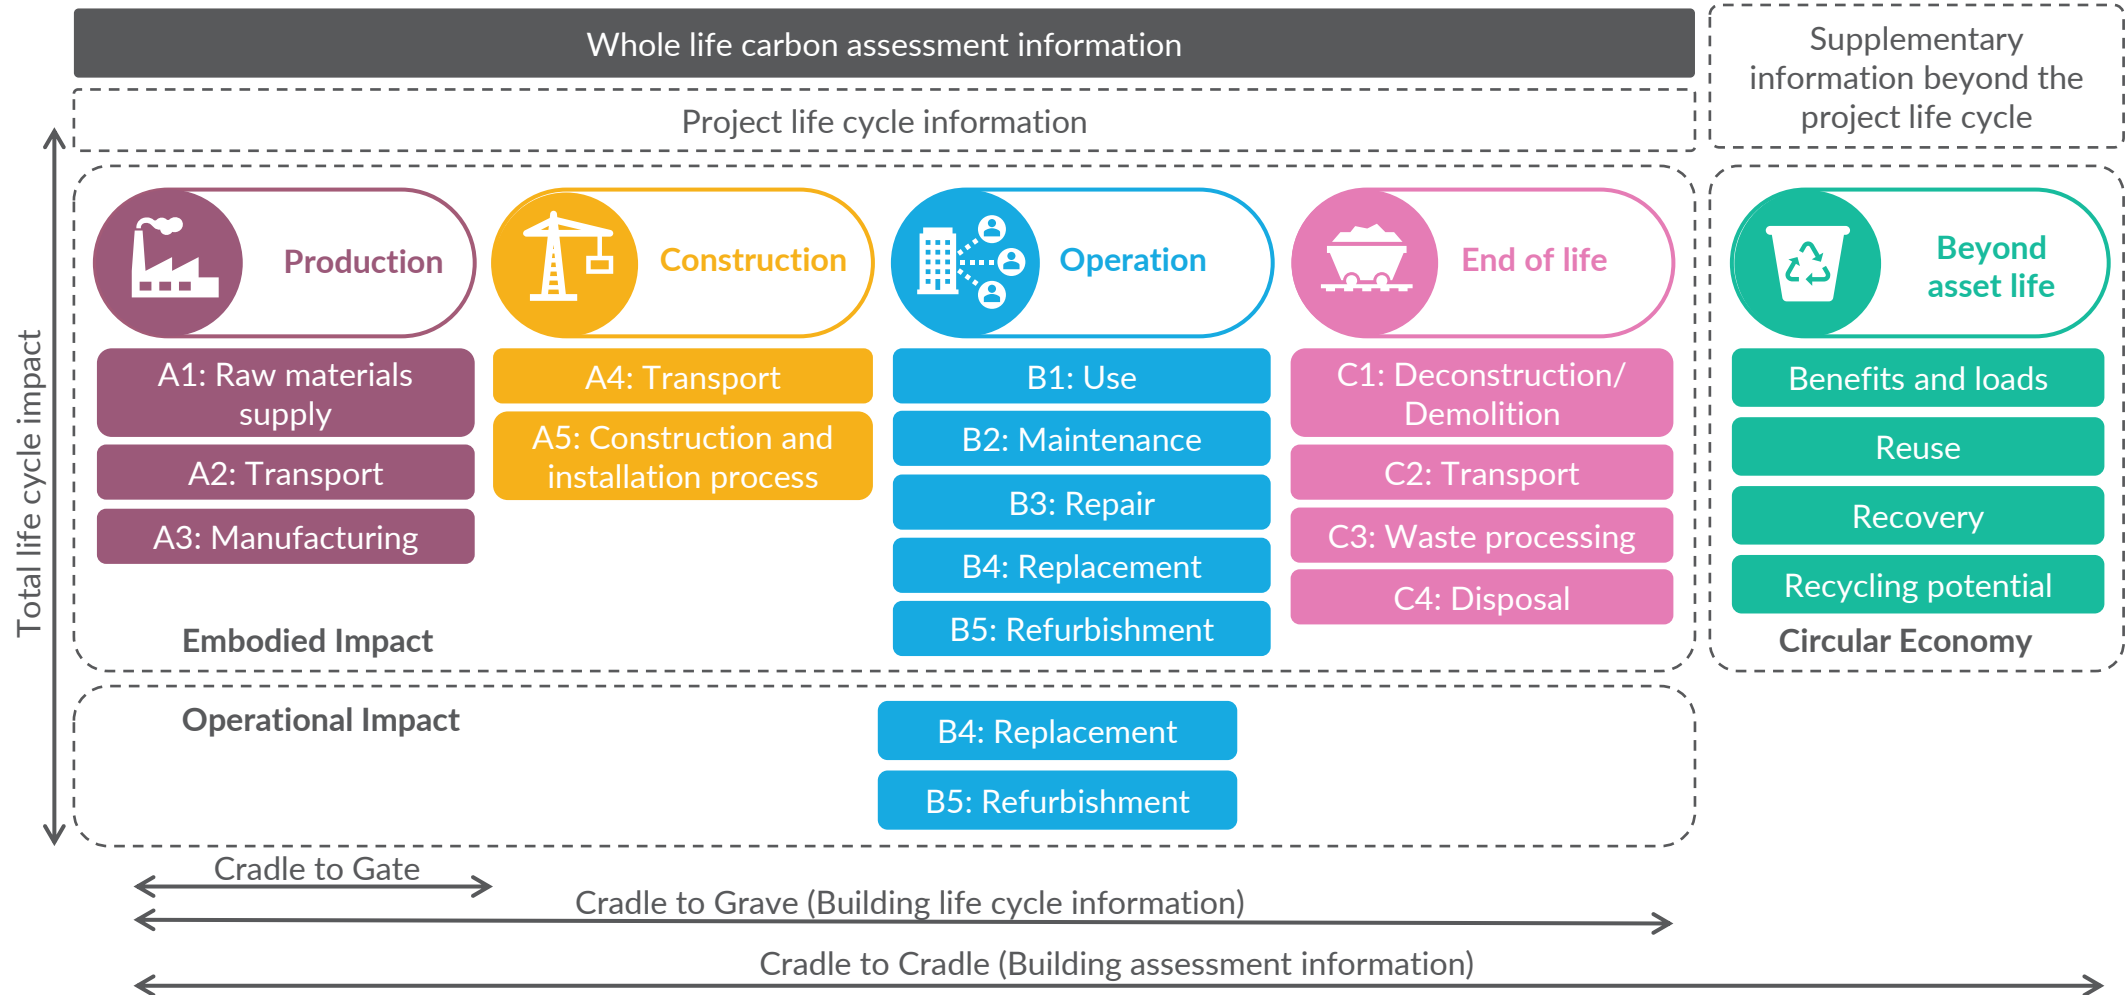 Whole life carbon assessment information
Supplementary
information beyond the
project life cycle
Project life cycle information
Total life cycle impact
Production
A1: Raw materials
supply
A2: Transport
A3: Manufacturing
Construction
A4: Transport
A5: Construction and
installation process
Operation
B1: Use
B2: Maintenance
B3: Repair
B4: Replacement
B5: Refurbishment
End of life
C1: Deconstruction/
Demolition
C2: Transport
C3: Waste processing
C4: Disposal
Embodied Impact
Beyond
asset life
Benefits and loads
Reuse
Recovery
Recycling potential
Circular Economy
Operational Impact
B4: Replacement
B5: Refurbishment
Cradle to Gate
Cradle to Grave (Building life cycle information)
Cradle to Cradle (Building assessment information)